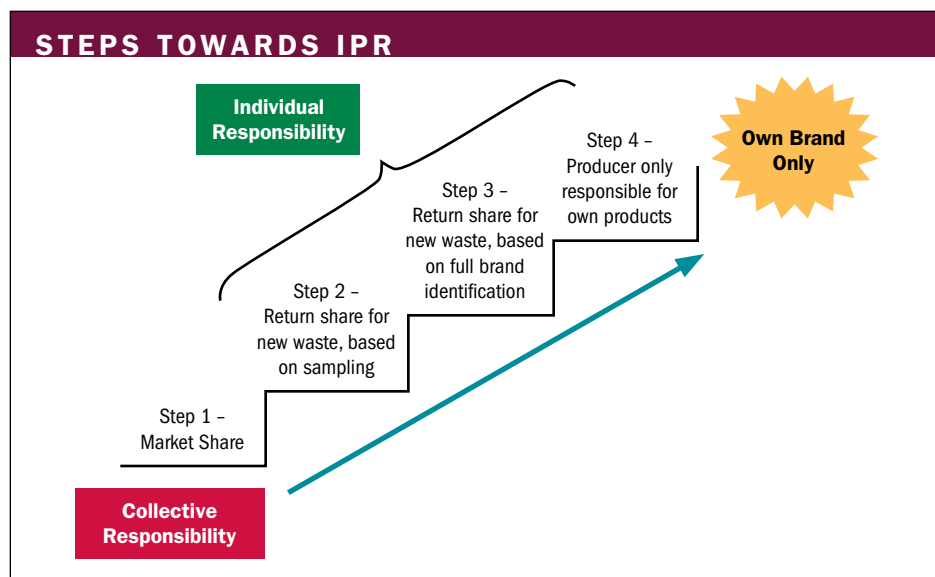 STEPS TOWARDS IPR
Individual
Responsibility
Own Brand
Only
Step 4 –
Producer only
responsible for
own products
Step 3 –
Return share for
new waste, based
on full brand
identification
Step 2 –
Return share for
new waste, based
on sampling
Step 1 –
Market Share
Collective
Responsibility